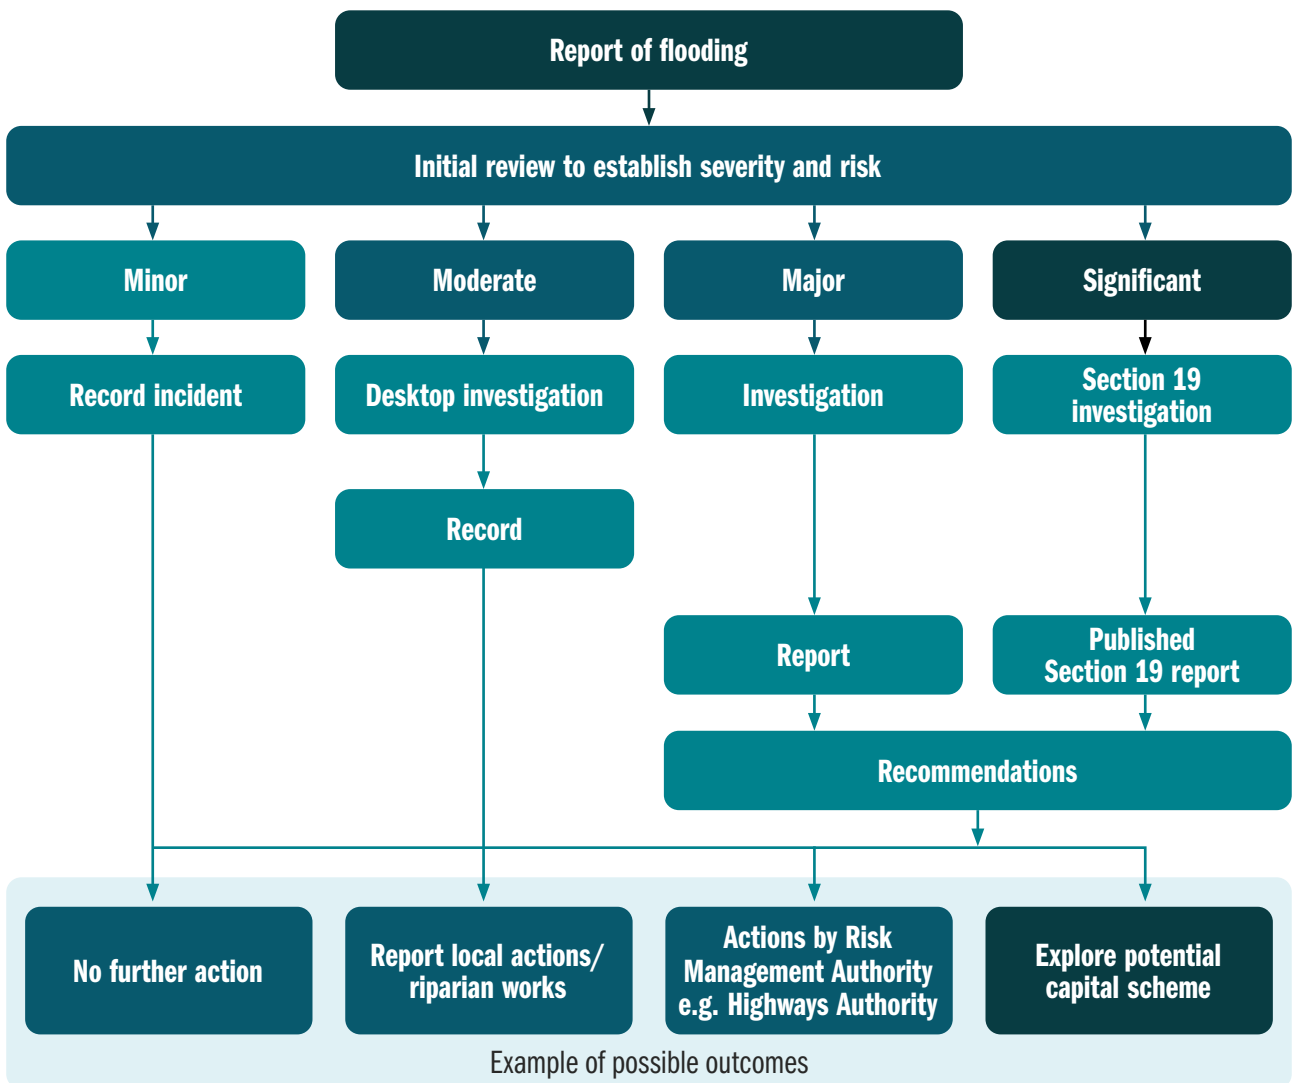 Report of flooding
Initial review to establish severity and risk
Minor
Moderate
Major
Significant
Record incident
Desktop investigation
Investigation
Section 19
investigation
Record
Report
Published
Section 19 report
Recommendations
No further action
Report local actions/
riparian works
Actions by Risk
Management Authority
e.g. Highways Authority
Explore potential
capital scheme
Example of possible outcomes